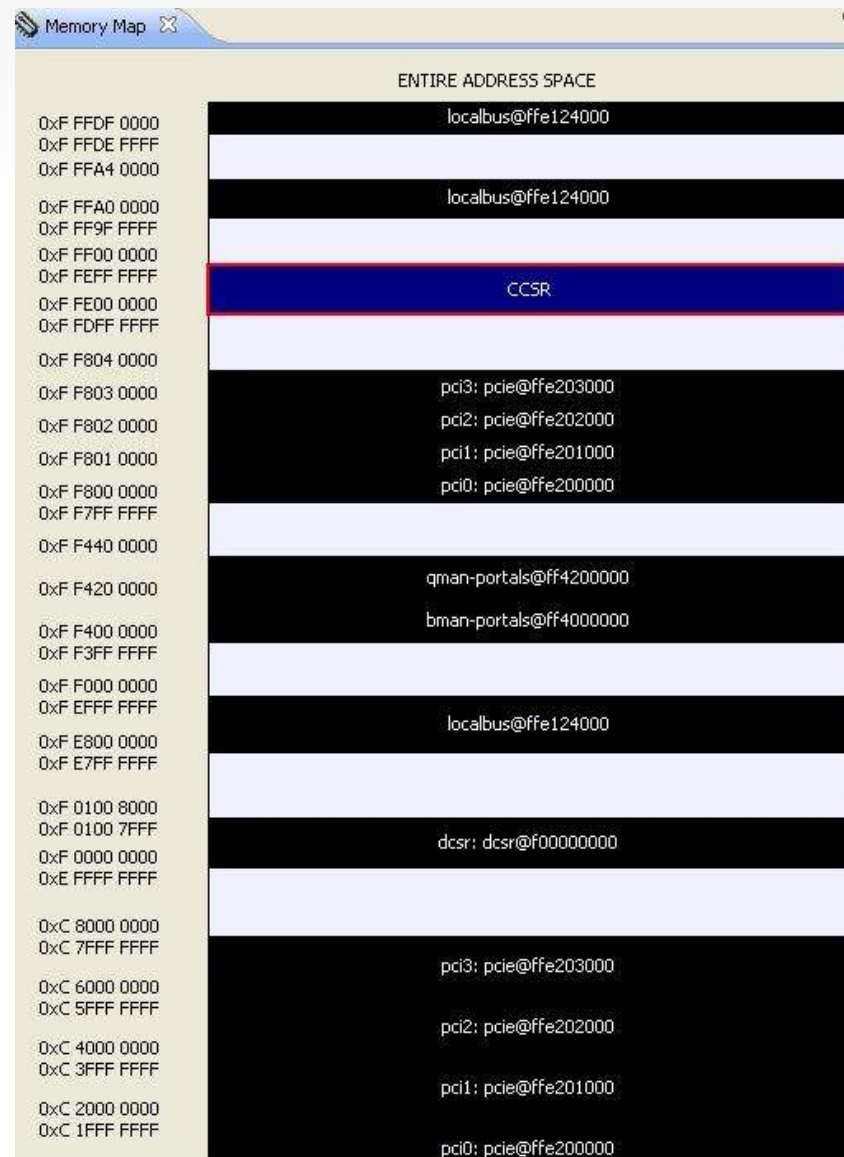 Memory Map
ENTIRE ADDRESS SPACE
0xF FFDF 0000
localbus@ffe124000
0xF FFDE FFFF
0xF FFA4 0000
0xF FFA0 0000
localbus@ffe124000
0xF FF9F FFFF
0xF FF00 0000
0xF FEFF FFFF
CCSR
0xF FE00 0000
0xF FDFF FFFF
0xF F804 0000
0xF F803 0000
pci3: pcie@ffe203000
0xF F802 0000
pci2: pcie@ffe202000
0xF F801 0000
pci1: pcie@ffe201000
0xF F800 0000
pci0: pcie@ffe200000
0xF F7FF FFFF
0xF F440 0000
0xF F420 0000
qman-portals@ff4200000
0xF F400 0000
bman-portals@ff4000000
0xF F3FF FFFF
0xF F000 0000
0xF EFFF FFFF
localbus@ffe124000
0xF E800 0000
0xF E7FF FFFF
0xF 0100 8000
0xF 0100 7FFF
dcsr: dcsr@f00000000
0xF 0000 0000
0xE FFFF FFFF
0xC 8000 0000
0xC 7FFF FFFF
pci3: pcie@ffe203000
0xC 6000 0000
0xC 5FFF FFFF
pci2: pcie@ffe202000
0xC 4000 0000
0xC 3FFF FFFF
pci1: pcie@ffe201000
0xC 2000 0000
0xC 1FFF FFFF
pci0: pcie@ffe200000